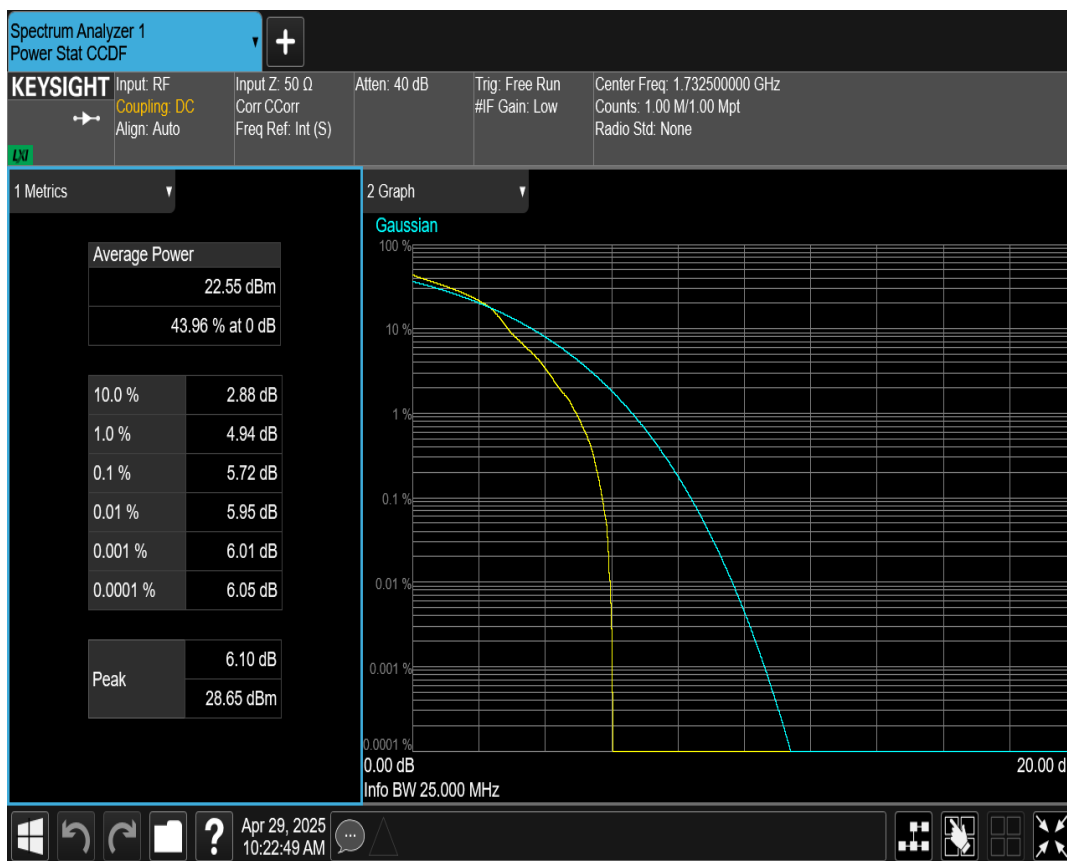 Spectrum Analyzer 1
Power Stat CCDF
KEYSIGHT
LXI
Input: RF
Coupling: DC
Align: Auto
Input Z: 50 Ω
Corr CCorr
Freq Ref: Int (S)
Atten: 40 dB
Trig: Free Run
#IF Gain: Low
Center Freq: 1.732500000 GHz
Counts: 1.00 M/1.00 Mpt
Radio Std: None
1 Metrics
Average Power
22.55 dBm
43.96 % at 0 dB
10.0 % 2.88 dB
1.0 % 4.94 dB
0.1 % 5.72 dB
0.01 % 5.95 dB
0.001 % 6.01 dB
0.0001 % 6.05 dB
Peak
6.10 dB
28.65 dBm
2 Graph
Gaussian
100 %
10 %
1 %
0.1 %
0.01 %
0.001 %
0.0001 %
0.00 dB 20.00 d
Info BW 25.000 MHz
?
Apr 29, 2025
10:22:49 AM